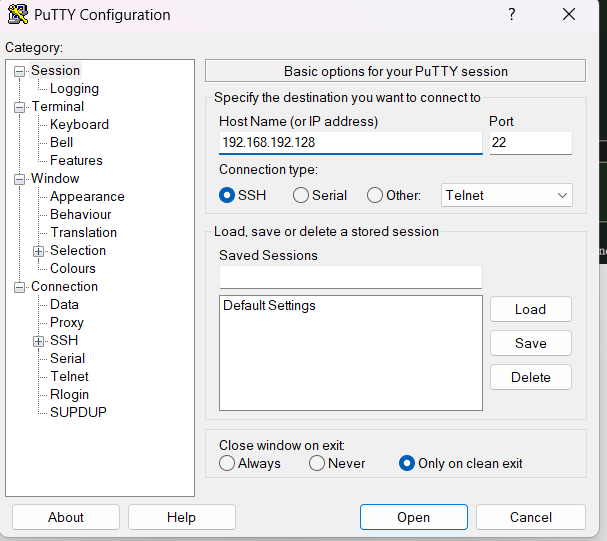 PuTTY Configuration
?
Category:
Session
Logging
Terminal
Keyboard
Bell
Features
Window
Appearance
Behaviour
Translation
Selection
Colours
Connection
Data
Proxy
SSH
Serial
Telnet
Rlogin
SUPDUP
Basic options for your PuTTY session
Specify the destination you want to connect to
Host Name (or IP address) Port
192.168.192.128 22
Connection type:
SSH Serial Other: Telnet
Load, save or delete a stored session
Saved Sessions
Default Settings
Load
Save
Delete
Close window on exit:
Always Never Only on clean exit
About Help Open Cancel